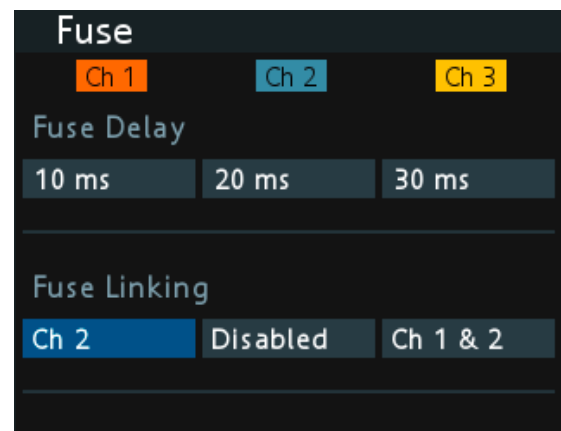 Fuse
Ch 1 Ch 2 Ch 3
Fuse Delay
10 ms 20 ms 30 ms
Fuse Linking
Ch 2 Disabled Ch 1 & 2